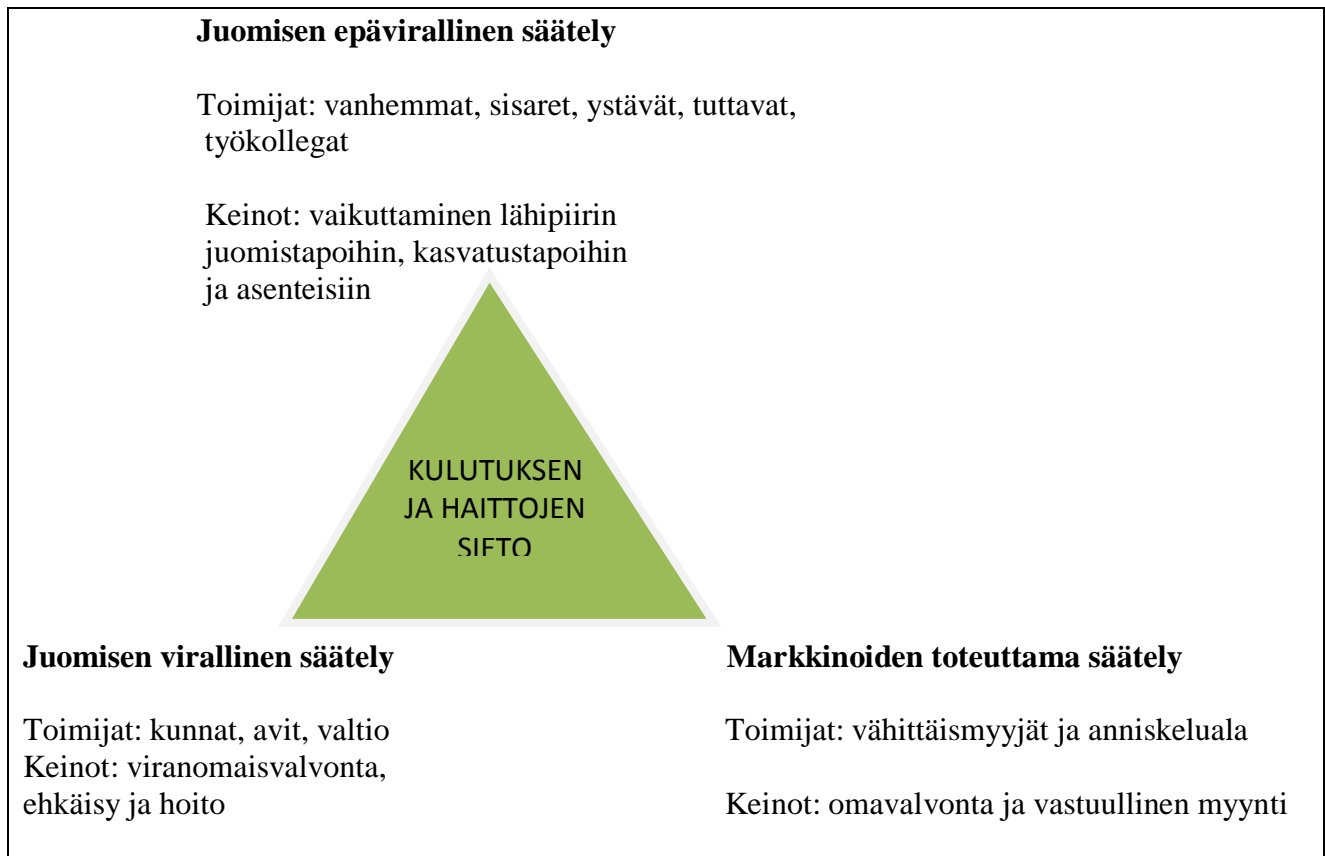 Juomisen epävirallinen säätely
Toimijat: vanhemmat, sisaret, ystävät, tuttavat,
työkollegat
Keinot: vaikuttaminen lähipiirin
juomistapoihin, kasvatustapoihin
ja asenteisiin
KULUTUKSEN
JA HAITTOJEN
SIETO
Juomisen virallinen säätely
Toimijat: kunnat, avit, valtio
Keinot: viranomaisvalvonta,
ehkäisy ja hoito
Markkinoiden toteuttama säätely
Toimijat: vähittäismyyjät ja anniskeluala
Keinot: omavalvonta ja vastuullinen myynti